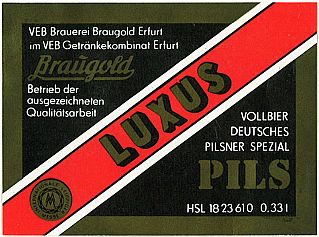 VEB Brauerei Braugold Erfurt
im VEB Getränkekombinat Erfurt
Braugold
Betrieb der
ausgezeichneten
Qualitätsarbeit
LUXUS
VOLLBIER
DEUTSCHES
PILSNER SPEZIAL
PILS
HSL 18 23 610 0,33 l